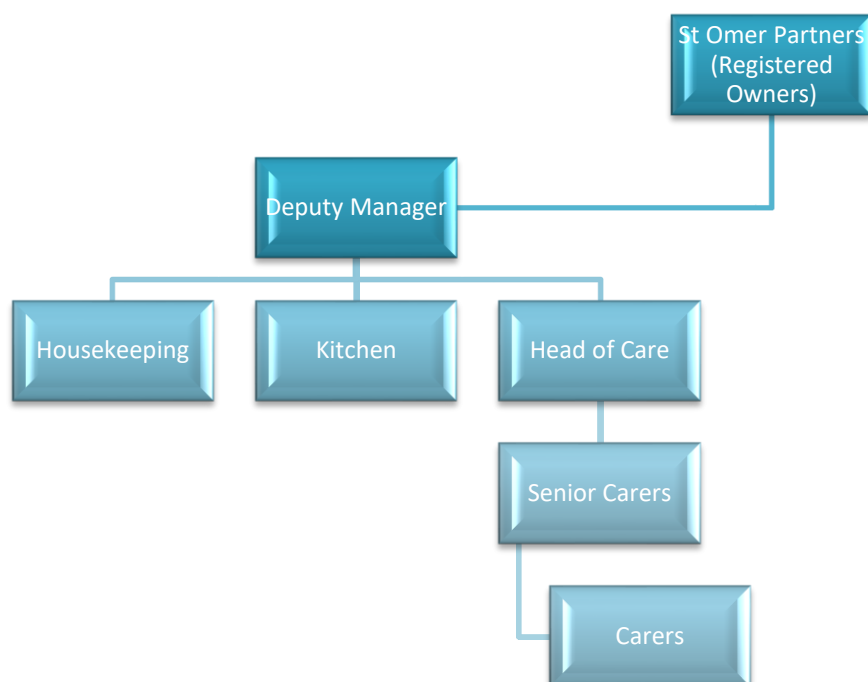 St Omer Partners
(Registered
Owners)
Deputy Manager
Housekeeping
Kitchen
Head of Care
Senior Carers
Carers